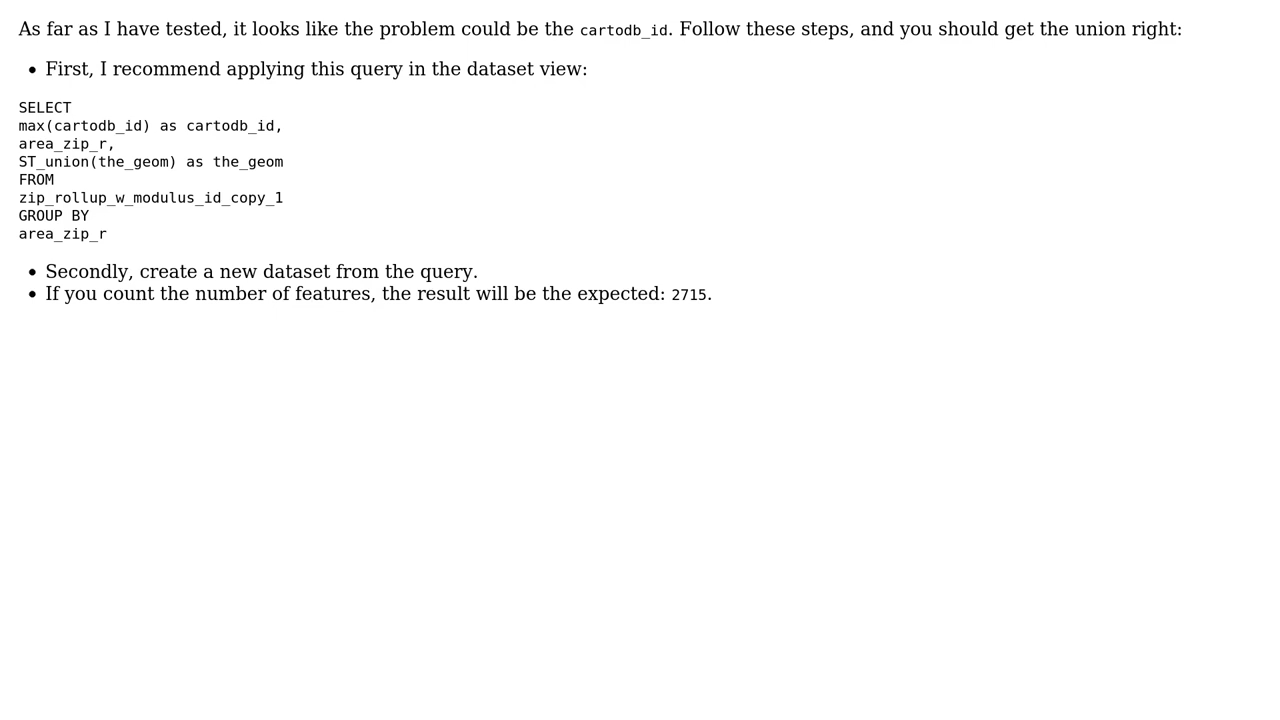 As far as I have tested, it looks like the problem could be the cartodb_id. Follow these steps, and you should get the union right:
• First, I recommend applying this query in the dataset view:
SELECT
max(cartodb_id) as cartodb_id,
area_zip_r,
ST_union(the_geom) as the_geom
FROM
zip_rollup_w_modulus_id_copy_1
GROUP BY
area_zip_r
• Secondly, create a new dataset from the query.
• If you count the number of features, the result will be the expected: 2715.